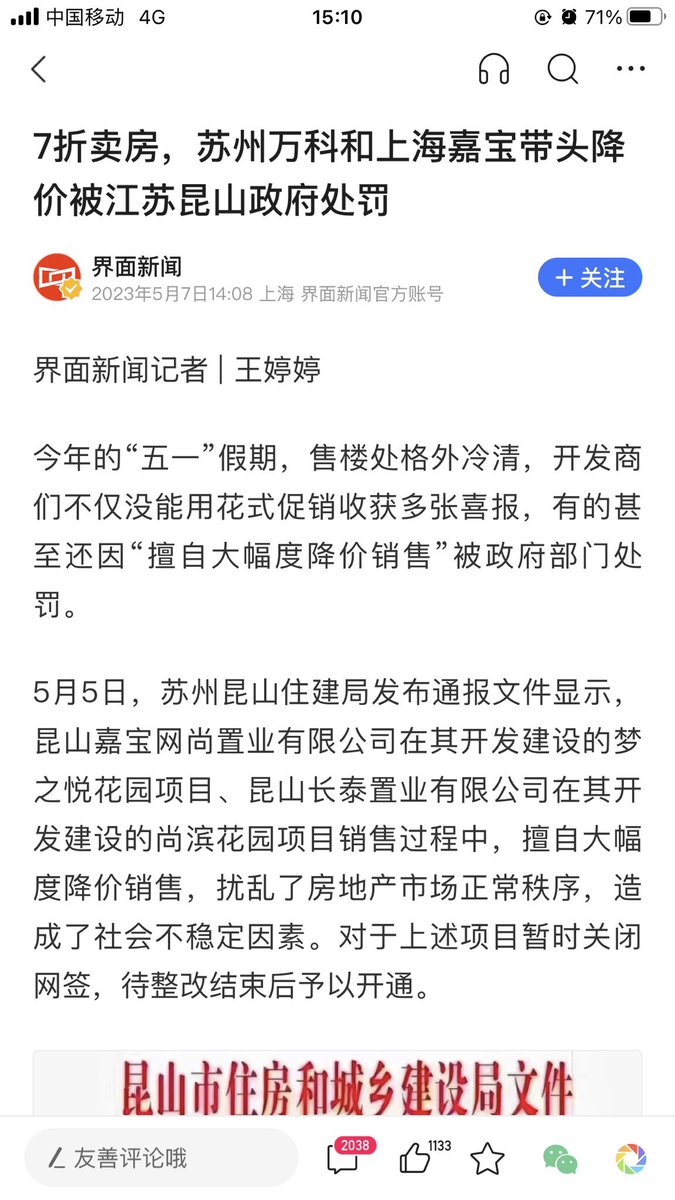 中国移动 4G 15:10 71%
7折卖房，苏州万科和上海嘉宝带头降
价被江苏昆山政府处罚
界面新闻
2023年5月7日14:08 上海 界面新闻官方账号
+ 关注
界面新闻记者 | 王婷婷
今年的“五一”假期，售楼处格外冷清，开发商
们不仅没能用花式促销收获多张喜报，有的甚
至还因“擅自大幅度降价销售”被政府部门处
罚。
5月5日，苏州昆山住建局发布通报文件显示，
昆山嘉宝网尚置业有限公司在其开发建设的梦
之悦花园项目、昆山长泰置业有限公司在其开
发建设的尚滨花园项目销售过程中，擅自大幅
度降价销售，扰乱了房地产市场正常秩序，造
成了社会不稳定因素。对于上述项目暂时关闭
网签，待整改结束后予以开通。
昆山市住房和城乡建设局文件
友善评论哦 2038 1133